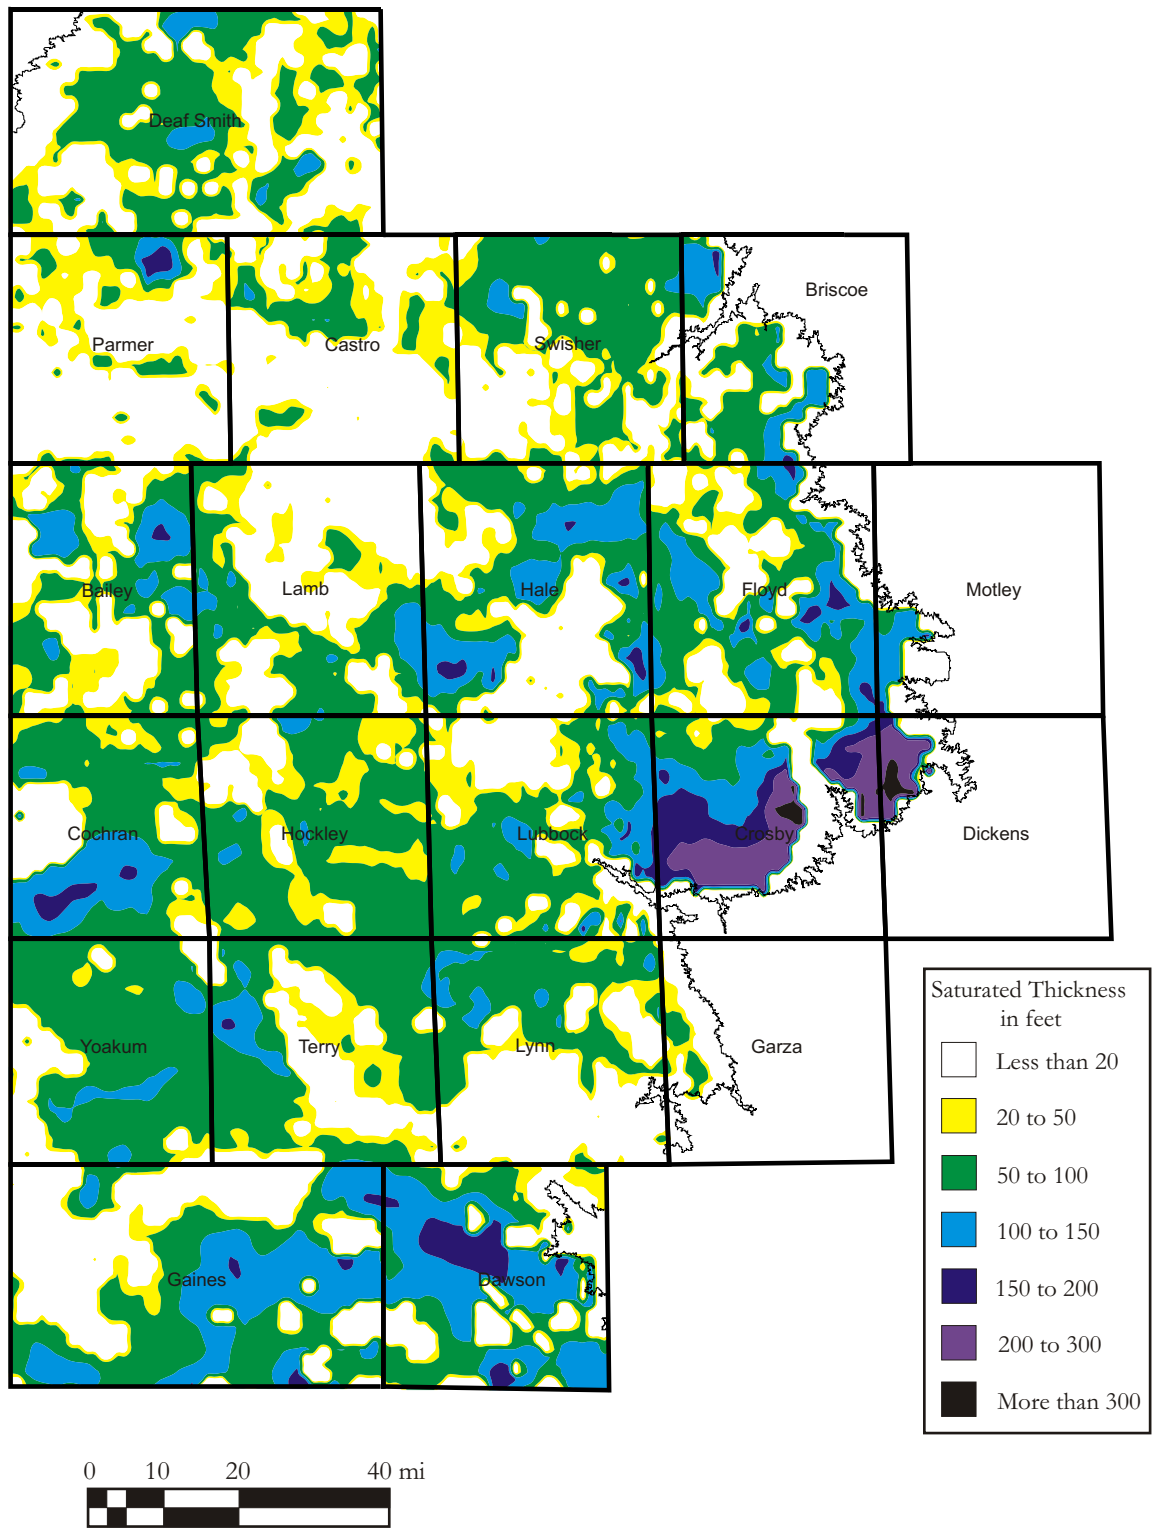 Deaf Smith
Briscoe
Parmer
Castro
Swisher
Bailey
Lamb
Hale
Floyd
Motley
Cochran
Hockley
Lubbock
Crosby
Dickens
Yoakum
Terry
Lynn
Garza
Gaines
Dawson
Saturated Thickness
in feet
Less than 20
20 to 50
50 to 100
100 to 150
150 to 200
200 to 300
More than 300
0 10 20 40 mi